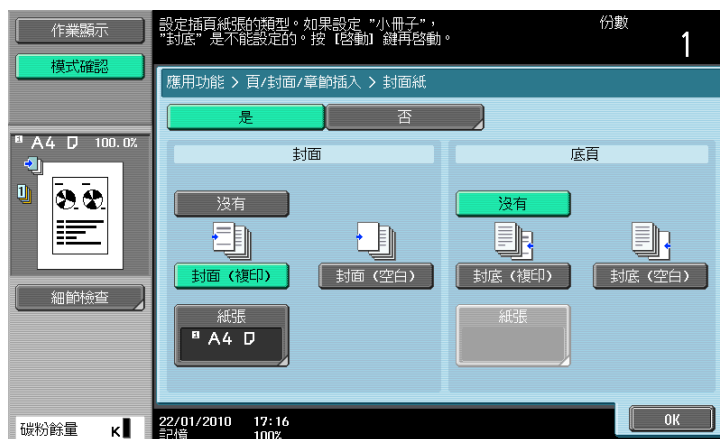 作業顯示
模式確認
設定插頁紙張的類型。如果設定 "小冊子"，
"封底" 是不能設定的。按 [啓動] 鍵再啓動。
份數
1
應用功能 > 頁/封面/章節插入 > 封面紙
是
否
A4 100.0%
1
封面
底頁
沒有
沒有
封面 (複印)
封面 (空白)
封底 (複印)
封底 (空白)
細節檢查
紙張
A4
紙張
OK
碳粉餘量 K
22/01/2010 17:16
記憶 100%